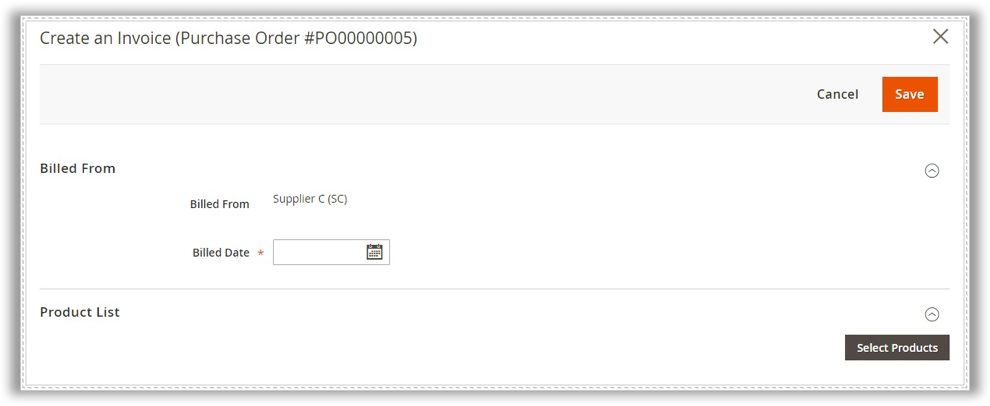 Create an Invoice (Purchase Order #PO00000005)
Cancel Save
Billed From
Billed From Supplier C (SC)
Billed Date *
Product List
Select Products